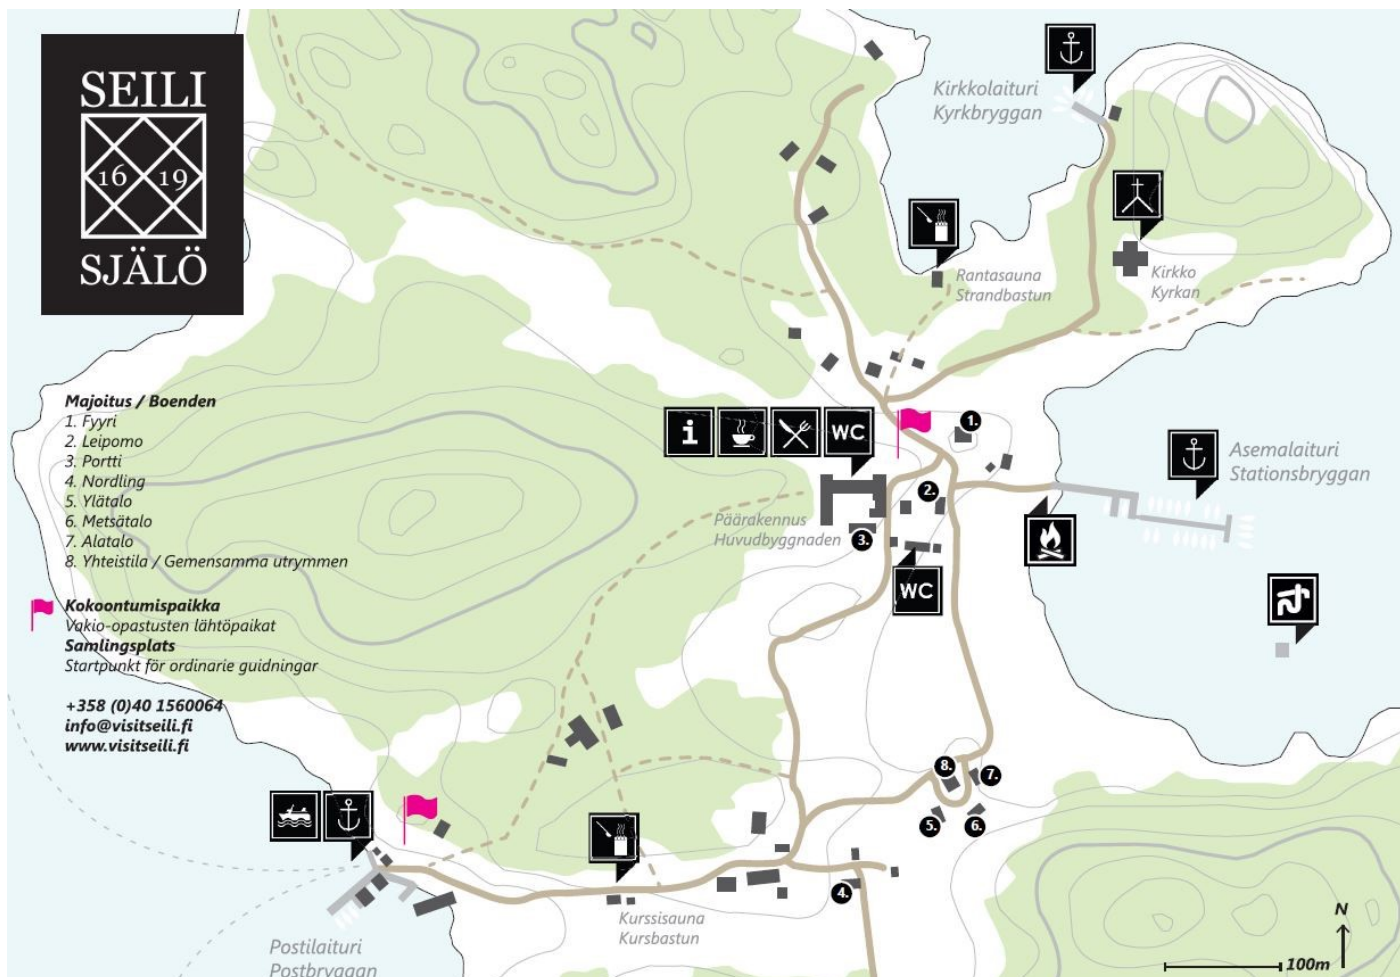 SEILI
16 19
SJÄLÖ
Kirkkolaituri
Kyrkbryggan
Rantasauna
Strandbastun
Kirkko
Kyrkan
Majoitus / Boenden
1. Fyyri
2. Leipomo
3. Portti
4. Nordling
5. Ylätalo
6. Metsätalo
7. Alatalo
8. Yhteistila / Gemensamma utrymmen
Kokoontumispaikka
Vakio-opastusten lähtöpaikat
Samlingsplats
Startpunkt för ordinarie guidningar
+358 (0)40 1560064
info@visitseili.fi
www.visitseili.fi
i
WC
1.
Asemalaituri
Stationsbryggan
2.
Päärakennus
Huvudbyggnaden
3.
WC
8.
7.
5.
6.
4.
Kurssisauna
Kursbastun
Postilaituri
Postbryggan
N
100m